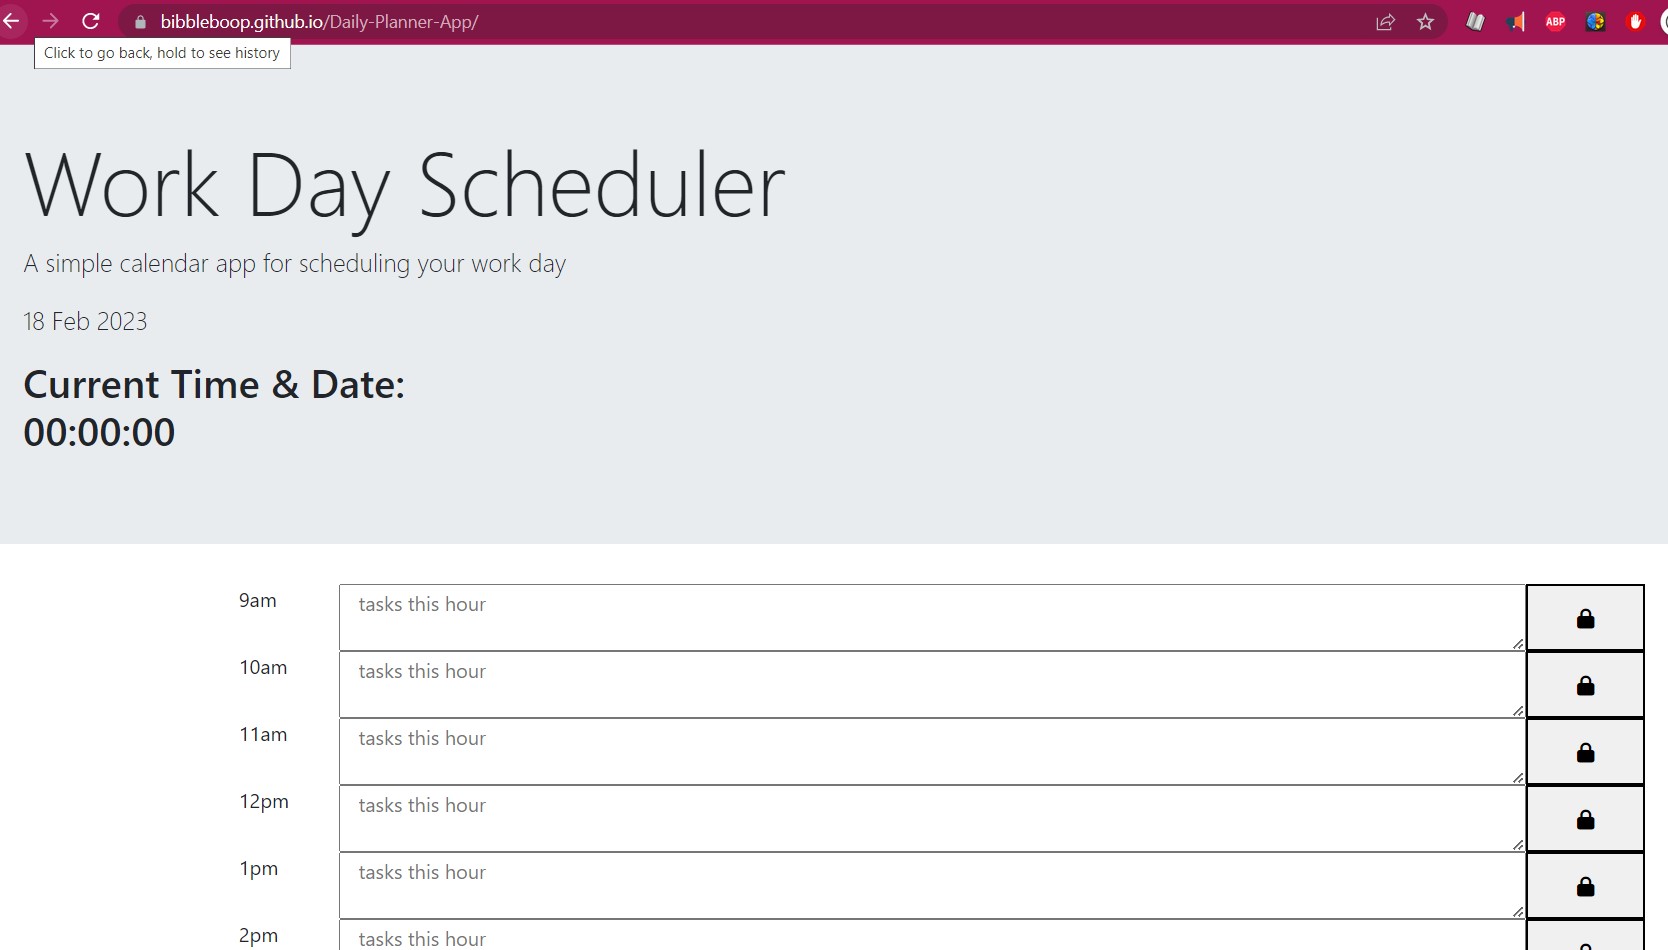 bibbleboop.github.io/Daily-Planner-App/
ABP
Click to go back, hold to see history
Work Day Scheduler
A simple calendar app for scheduling your work day
18 Feb 2023
Current Time & Date:
00:00:00
9am tasks this hour
10am tasks this hour
11am tasks this hour
12pm tasks this hour
1pm tasks this hour
2pm tasks this hour